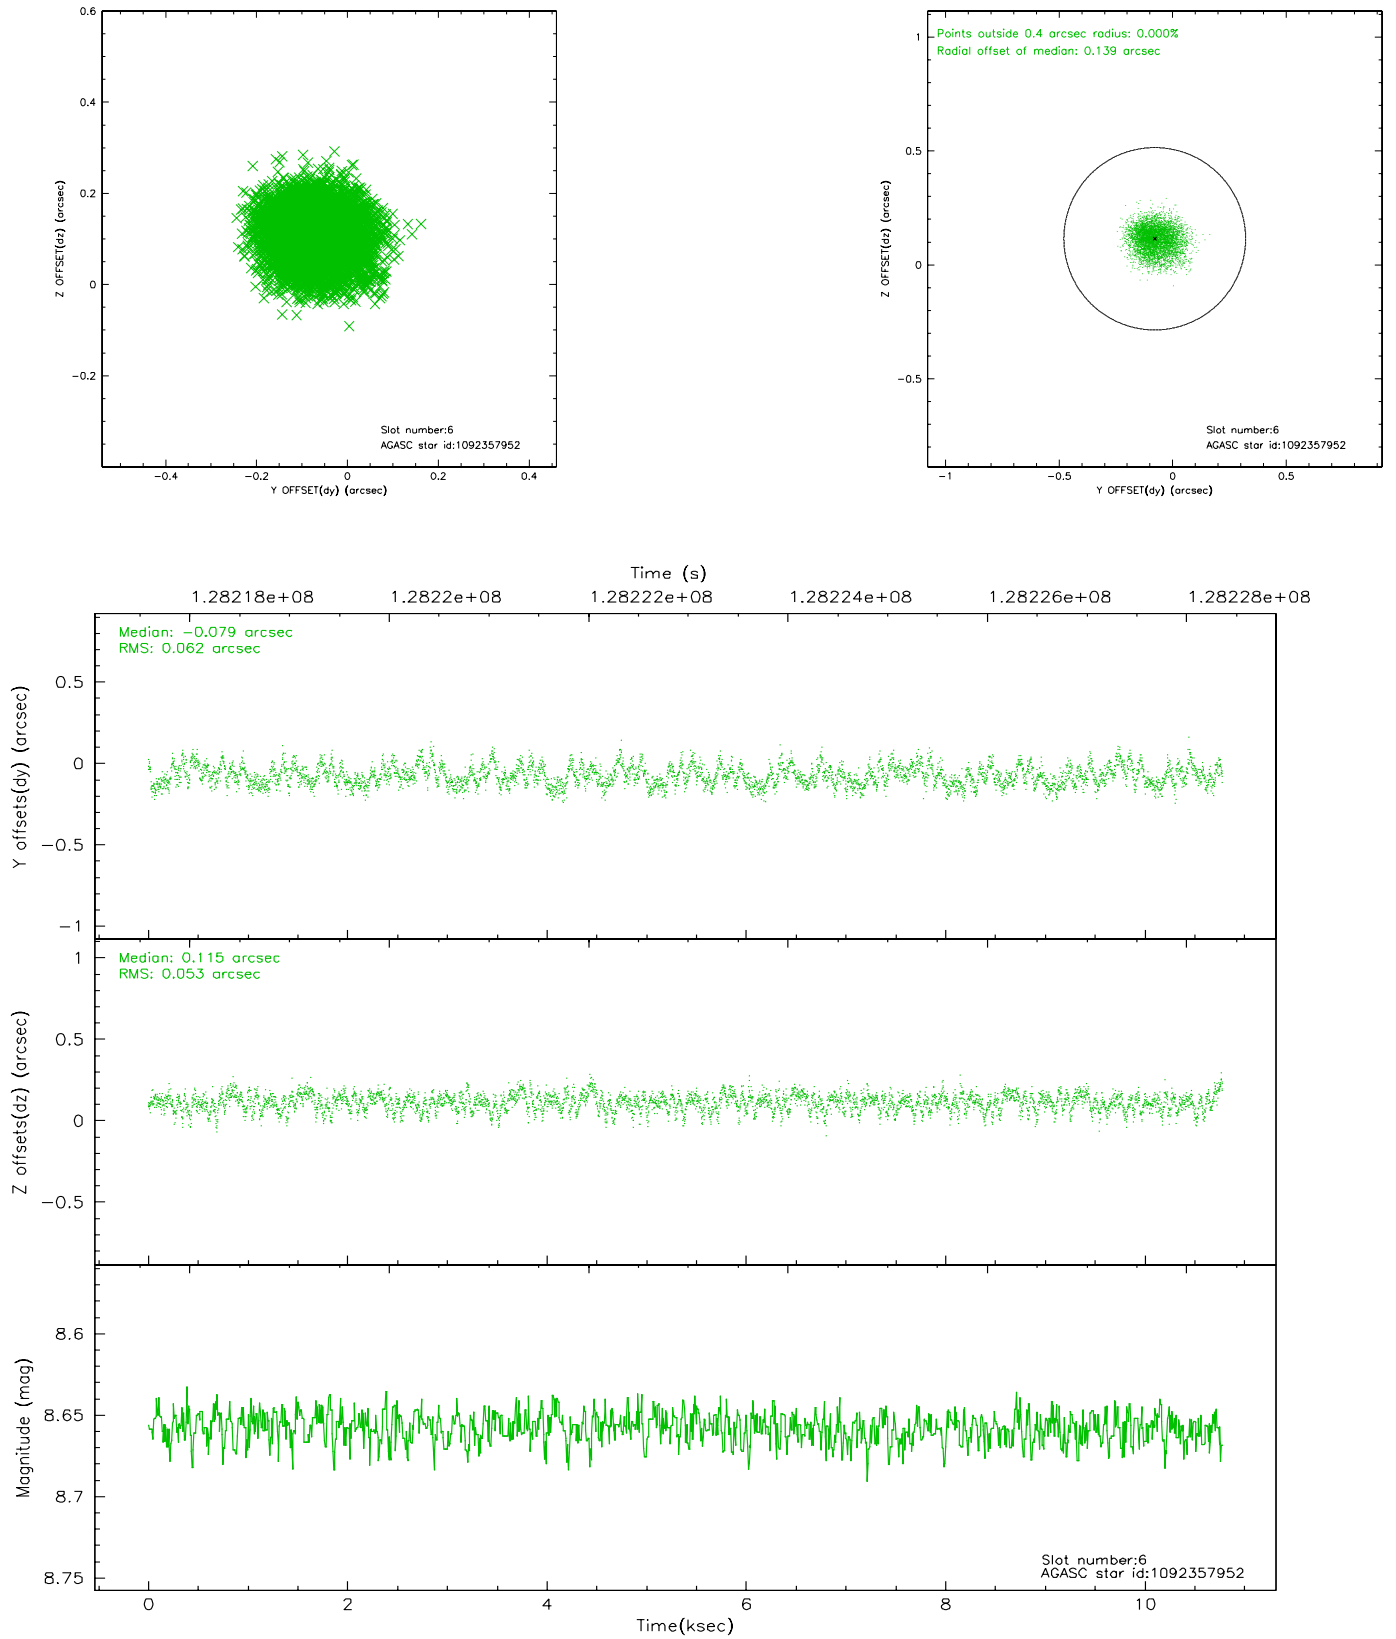 0.6
0.4
0.2
0
−0.2
Z OFFSET(dz) (arcsec)
Slot number:6
AGASC star id:1092357952
−0.4 −0.2 0 0.2 0.4
Y OFFSET(dy) (arcsec)
Points outside 0.4 arcsec radius: 0.000%
Radial offset of median: 0.139 arcsec
1
0.5
0
−0.5
Z OFFSET(dz) (arcsec)
Slot number:6
AGASC star id:1092357952
−1 −0.5 0 0.5
Y OFFSET(dy) (arcsec)
Time (s)
1.28218e+08 1.2822e+08 1.28222e+08 1.28224e+08 1.28226e+08 1.28228e+08
Median: −0.079 arcsec
RMS: 0.062 arcsec
0.5
0
−0.5
−1
Y offsets(dy) (arcsec)
Median: 0.115 arcsec
RMS: 0.053 arcsec
1
0.5
0
−0.5
Z offsets(dz) (arcsec)
8.6
8.65
8.7
8.75
Magnitude (mag)
Slot number:6
AGASC star id:1092357952
0 2 4 6 8 10
Time(ksec)